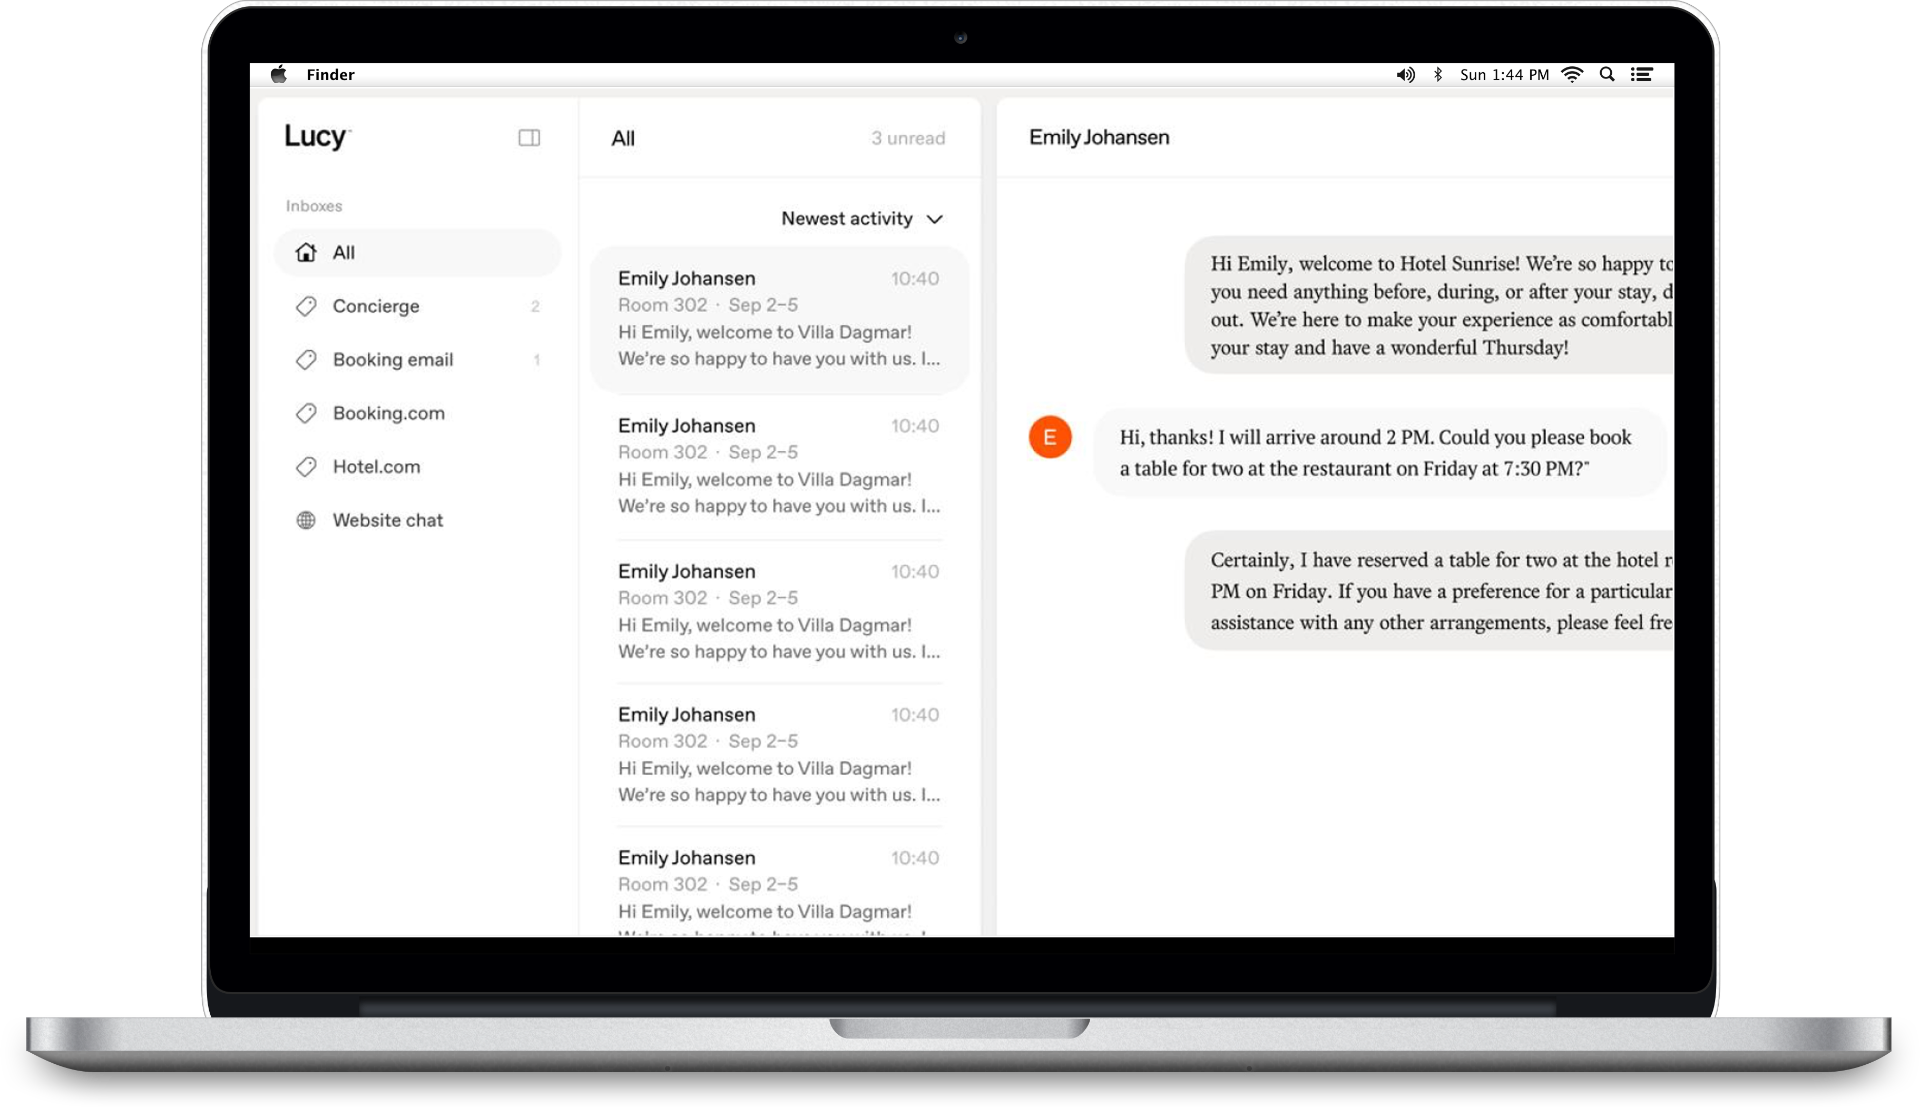 Finder
Sun 1:44 PM
Lucy
Inboxes
All
Concierge 2
Booking email 1
Booking.com
Hotel.com
Website chat
All 3 unread
Newest activity
Emily Johansen 10:40
Room 302 · Sep 2–5
Hi Emily, welcome to Villa Dagmar!
We're so happy to have you with us. I...
Emily Johansen 10:40
Room 302 · Sep 2–5
Hi Emily, welcome to Villa Dagmar!
We're so happy to have you with us. I...
Emily Johansen 10:40
Room 302 · Sep 2–5
Hi Emily, welcome to Villa Dagmar!
We're so happy to have you with us. I...
Emily Johansen 10:40
Room 302 · Sep 2–5
Hi Emily, welcome to Villa Dagmar!
We're so happy to have you with us. I...
Emily Johansen 10:40
Room 302 · Sep 2–5
Hi Emily, welcome to Villa Dagmar!
Emily Johansen
Hi Emily, welcome to Hotel Sunrise! We're so happy to
you need anything before, during, or after your stay, d
out. We're here to make your experience as comfortabl
your stay and have a wonderful Thursday!
E
Hi, thanks! I will arrive around 2 PM. Could you please book
a table for two at the restaurant on Friday at 7:30 PM?"
Certainly, I have reserved a table for two at the hotel r
PM on Friday. If you have a preference for a particular
assistance with any other arrangements, please feel fre